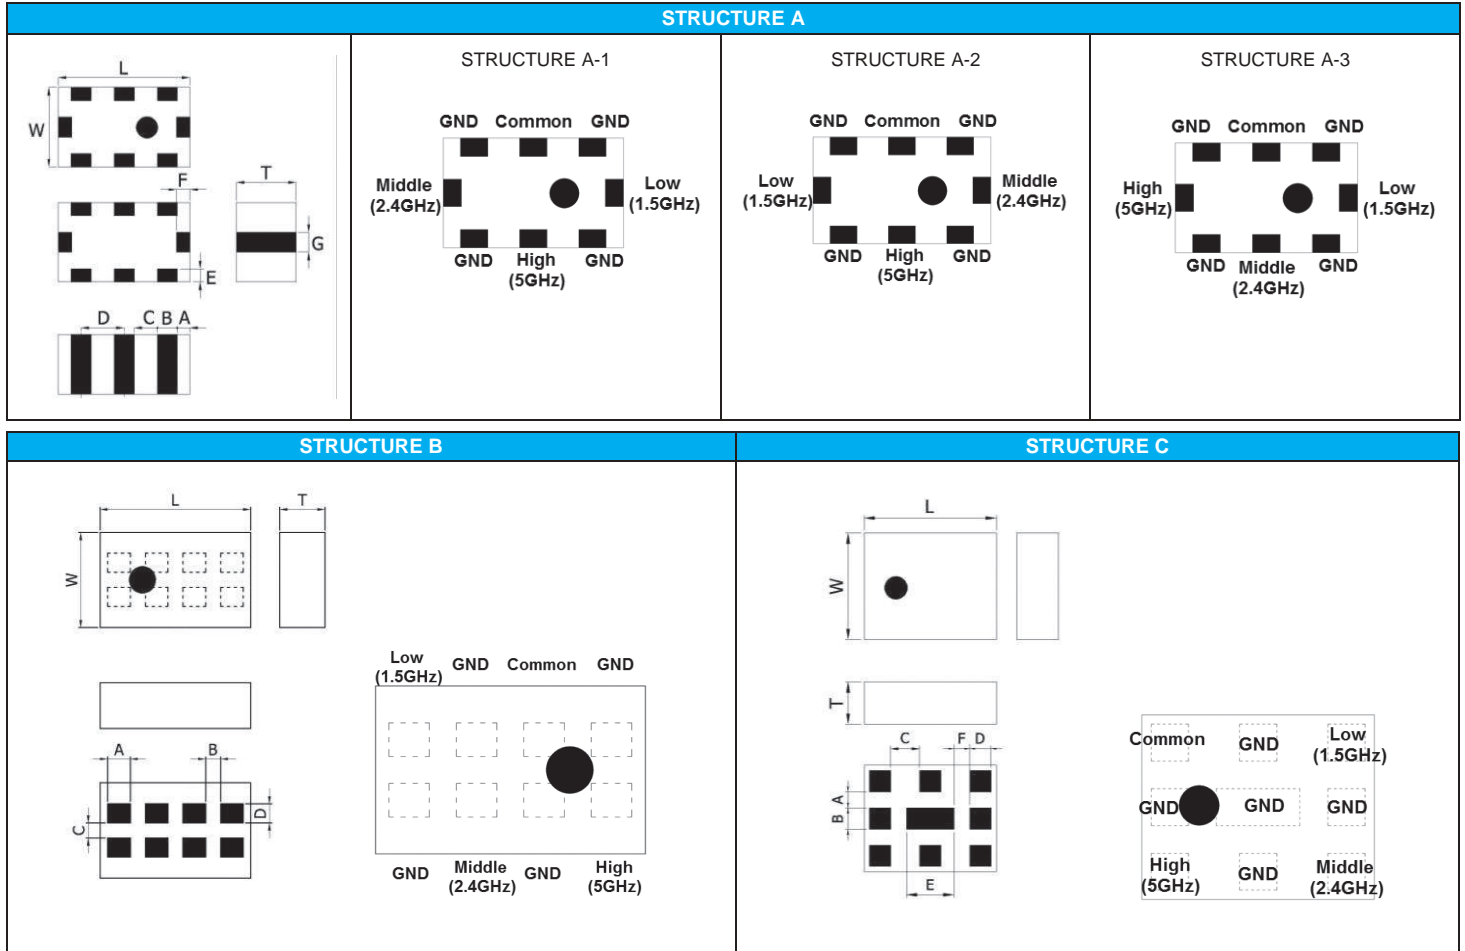 STRUCTURE A
L
W
F
T
G
E
D C B A
STRUCTURE A-1
GND Common GND
Middle
(2.4GHz)
Low
(1.5GHz)
GND High GND
(5GHz)
STRUCTURE A-2
GND Common GND
Low
(1.5GHz)
Middle
(2.4GHz)
GND High GND
(5GHz)
STRUCTURE A-3
GND Common GND
High
(5GHz)
Low
(1.5GHz)
GND Middle GND
(2.4GHz)
STRUCTURE B
L T
W
A B
C D
Low
(1.5GHz) GND Common GND
GND Middle GND High
(2.4GHz) (5GHz)
STRUCTURE C
L
W
T
C F D
A
B
E
Common GND Low
(1.5GHz)
GND GND GND
High GND Middle
(5GHz) (2.4GHz)